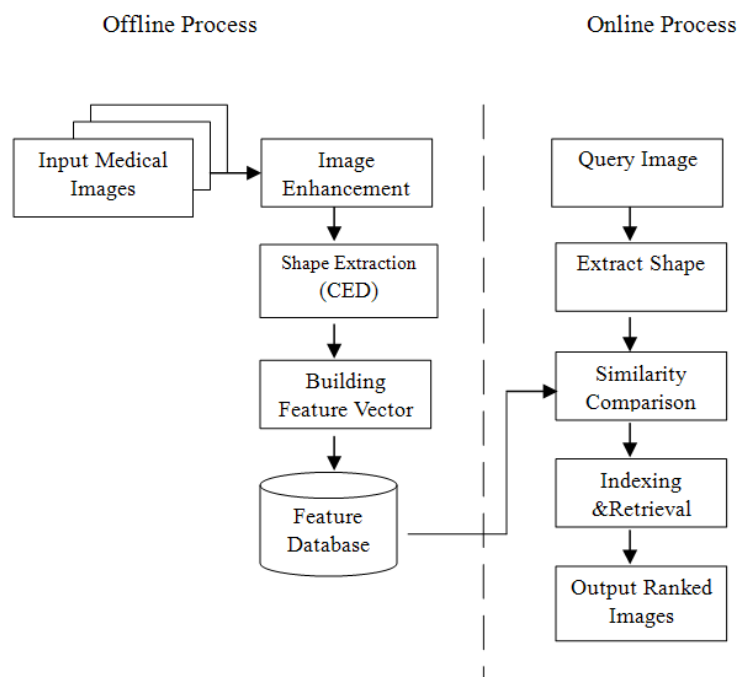 Offline Process
Online Process
Input Medical
Images
Image
Enhancement
Shape Extraction
(CED)
Building
Feature Vector
Feature
Database
Query Image
Extract Shape
Similarity
Comparison
Indexing
&Retrieval
Output Ranked
Images